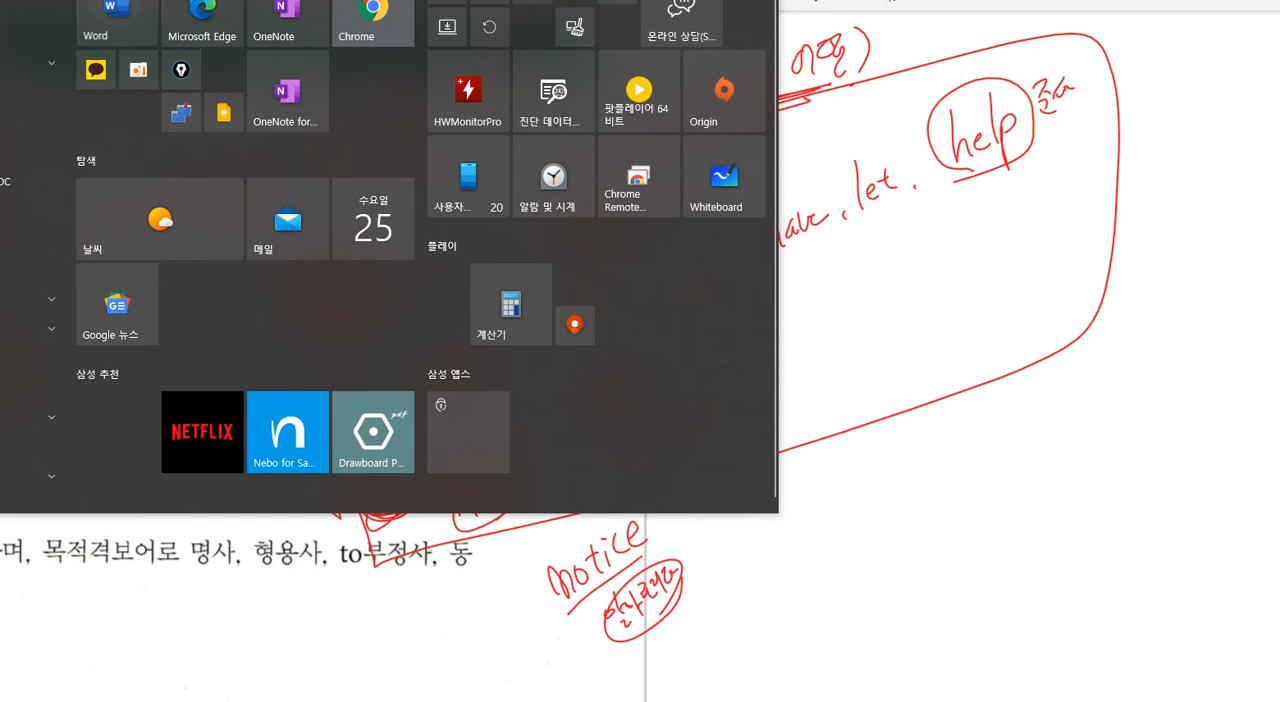 Word
Microsoft Edge
OneNote
Chrome
온라인 상담(S...
OneNote for...
HWMonitorPro
진단 데이터...
팟플레이어 64
비트
Origin
탐색
DC
수요일
25
날씨
메일
사용자...
20
알람 및 시계
Chrome
Remote...
Whiteboard
플레이
Google 뉴스
계산기
삼성 추천
삼성 앱스
NETFLIX
pdf
Nebo for Sa...
Drawboard P...
help
let.
며, 목적격보어로 명사, 형용사, to부정사, 동
notice